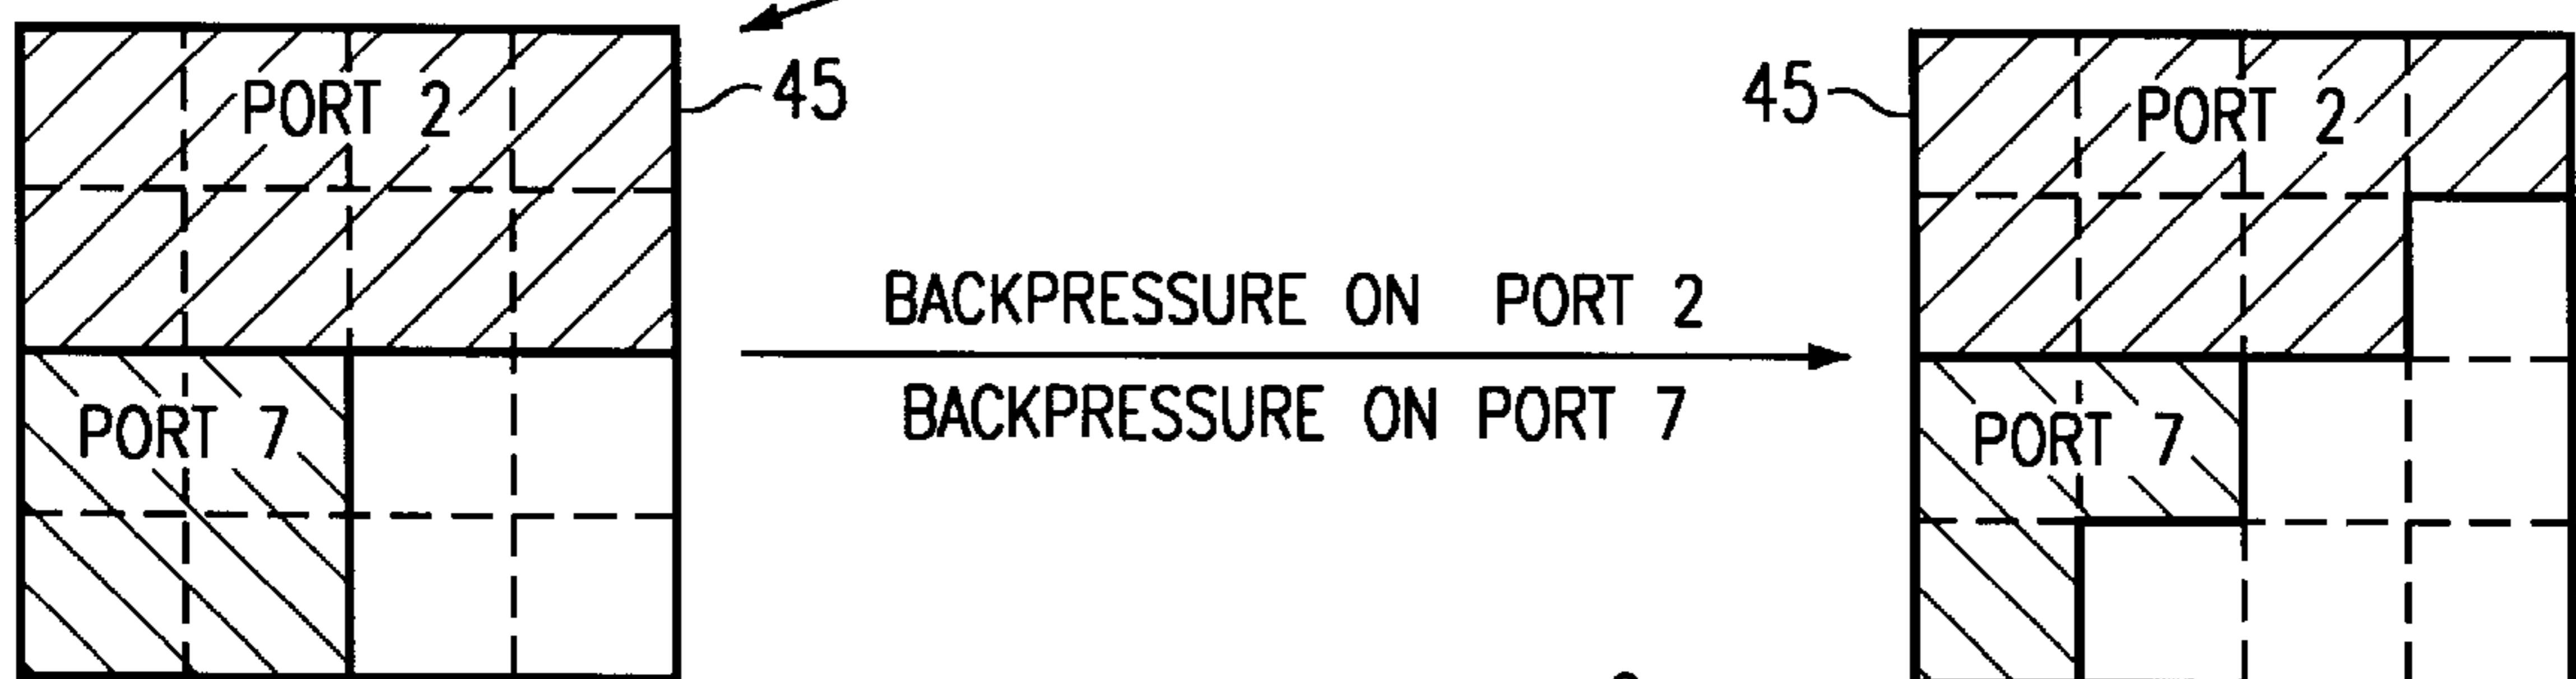 PORT 2
45
PORT 7
BACKPRESSURE ON PORT 2
BACKPRESSURE ON PORT 7
45
PORT 2
PORT 7